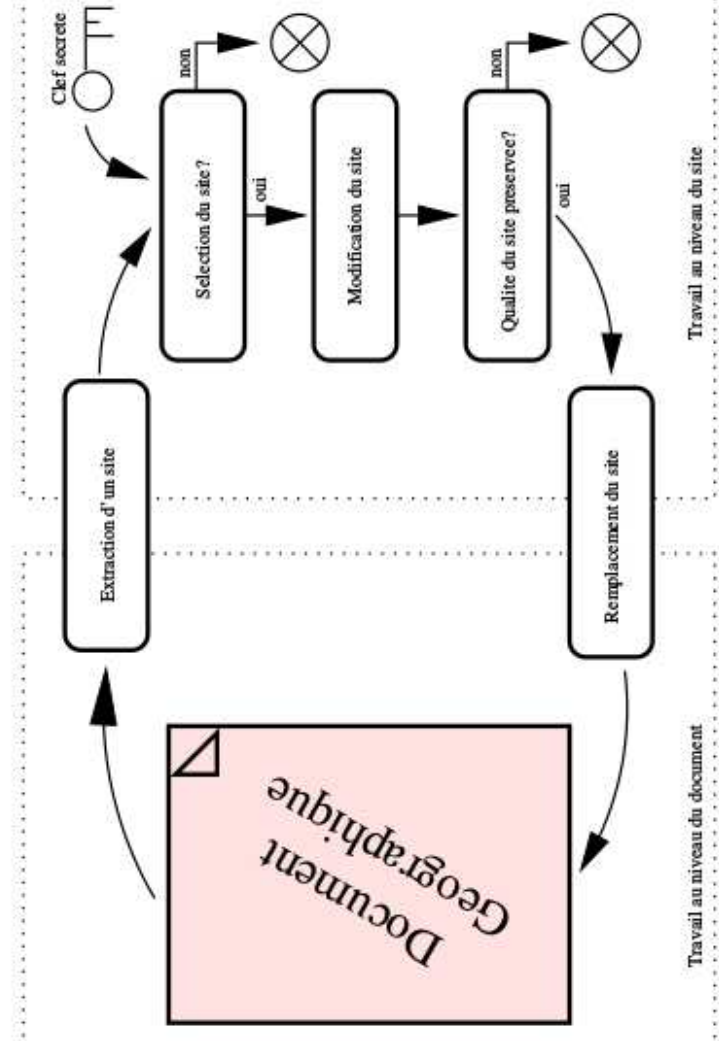 Clef secrete
Extraction d'un site
Selection du site?
non
oui
Modification du site
Qualite du site preservee?
non
oui
Remplacement du site
Document
Geographique
Travail au niveau du document
Travail au niveau du site